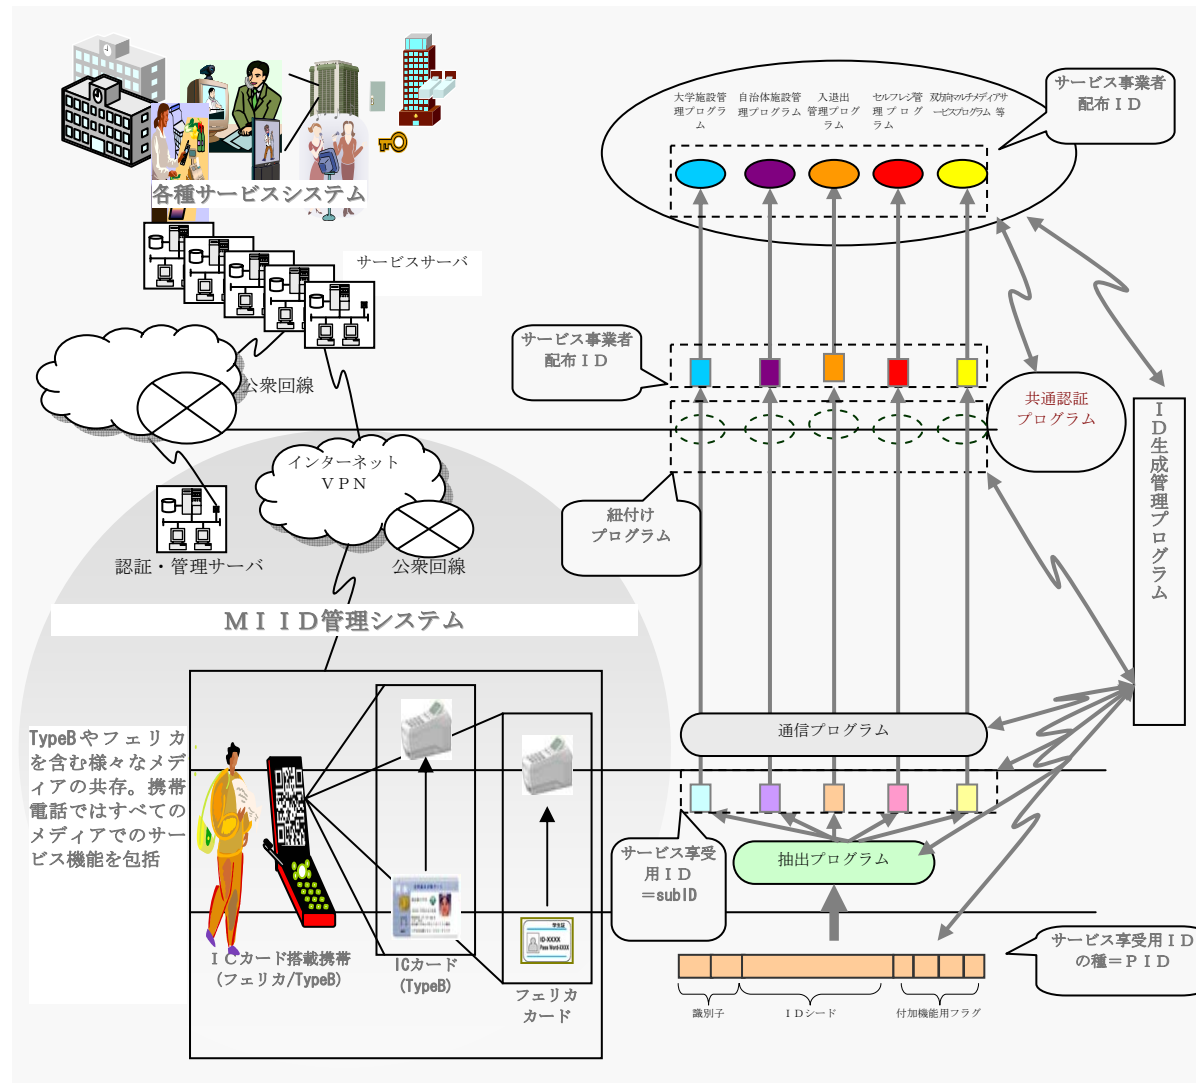 各種サービスシステム
サービスサーバ
公衆回線
インターネット
ＶＰＮ
公衆回線
認証・管理サーバ
ＭＩＩＤ管理システム
TypeBやフェリカ
を含む様々なメデ
ィアの共存。携帯
電話ではすべての
メディアでのサー
ビス機能を包括
ＩＣカード搭載携帯
(フェリカ/TypeB)
ICカード
(TypeB)
フェリカ
カード
学生証
ID-XXXX
Pass Word-XXXX
大学施設管
理プログラ
ム
自治体施設管
理プログラム
入退出
管理プログ
ラム
セルフレジ管
理プログ
ラム
双方向マルチメディアサ
ービスプログラム 等
サービス事業者
配布ＩＤ
サービス事業者
配布ＩＤ
共通認証
プログラム
ＩＤ生成管理プログラム
紐付け
プログラム
通信プログラム
サービス享受
用ＩＤ
＝subID
抽出プログラム
サービス享受用ＩＤ
の種＝ＰＩＤ
識別子
ＩＤシード
付加機能用フラグ